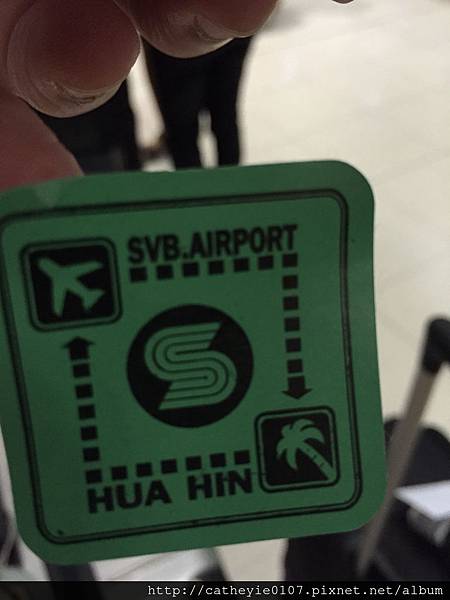 SVB.AIRPORT
S
HUA HIN
http://catheyie0107.pixnet.net/album